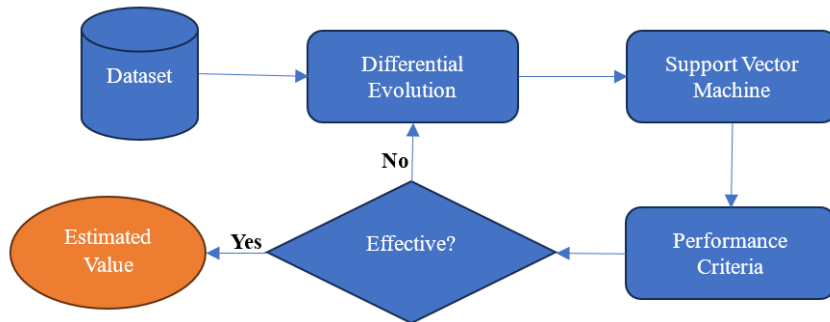 Dataset
Differential
Evolution
Support Vector
Machine
No
Estimated
Value
Yes
Effective?
Performance
Criteria